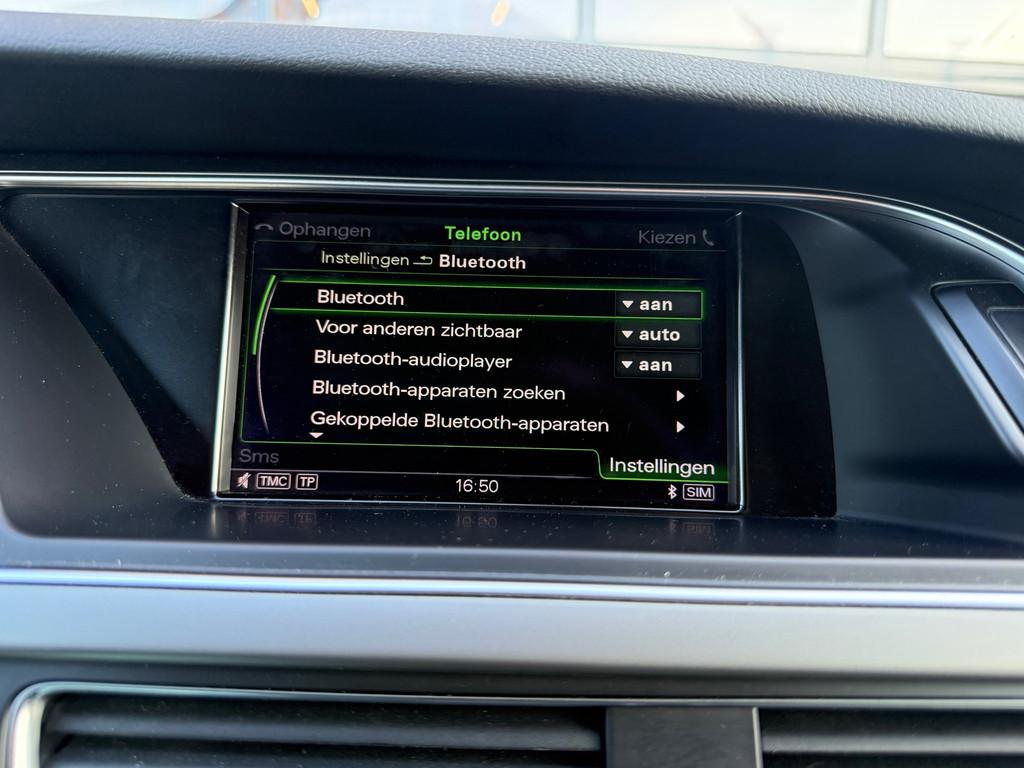 Ophangen Telefoon Kiezen
Instellingen Bluetooth
Bluetooth aan
Voor anderen zichtbaar auto
Bluetooth-audioplayer aan
Bluetooth-apparaten zoeken
Gekoppelde Bluetooth-apparaten
Sms Instellingen
TMC TP 16:50 SIM